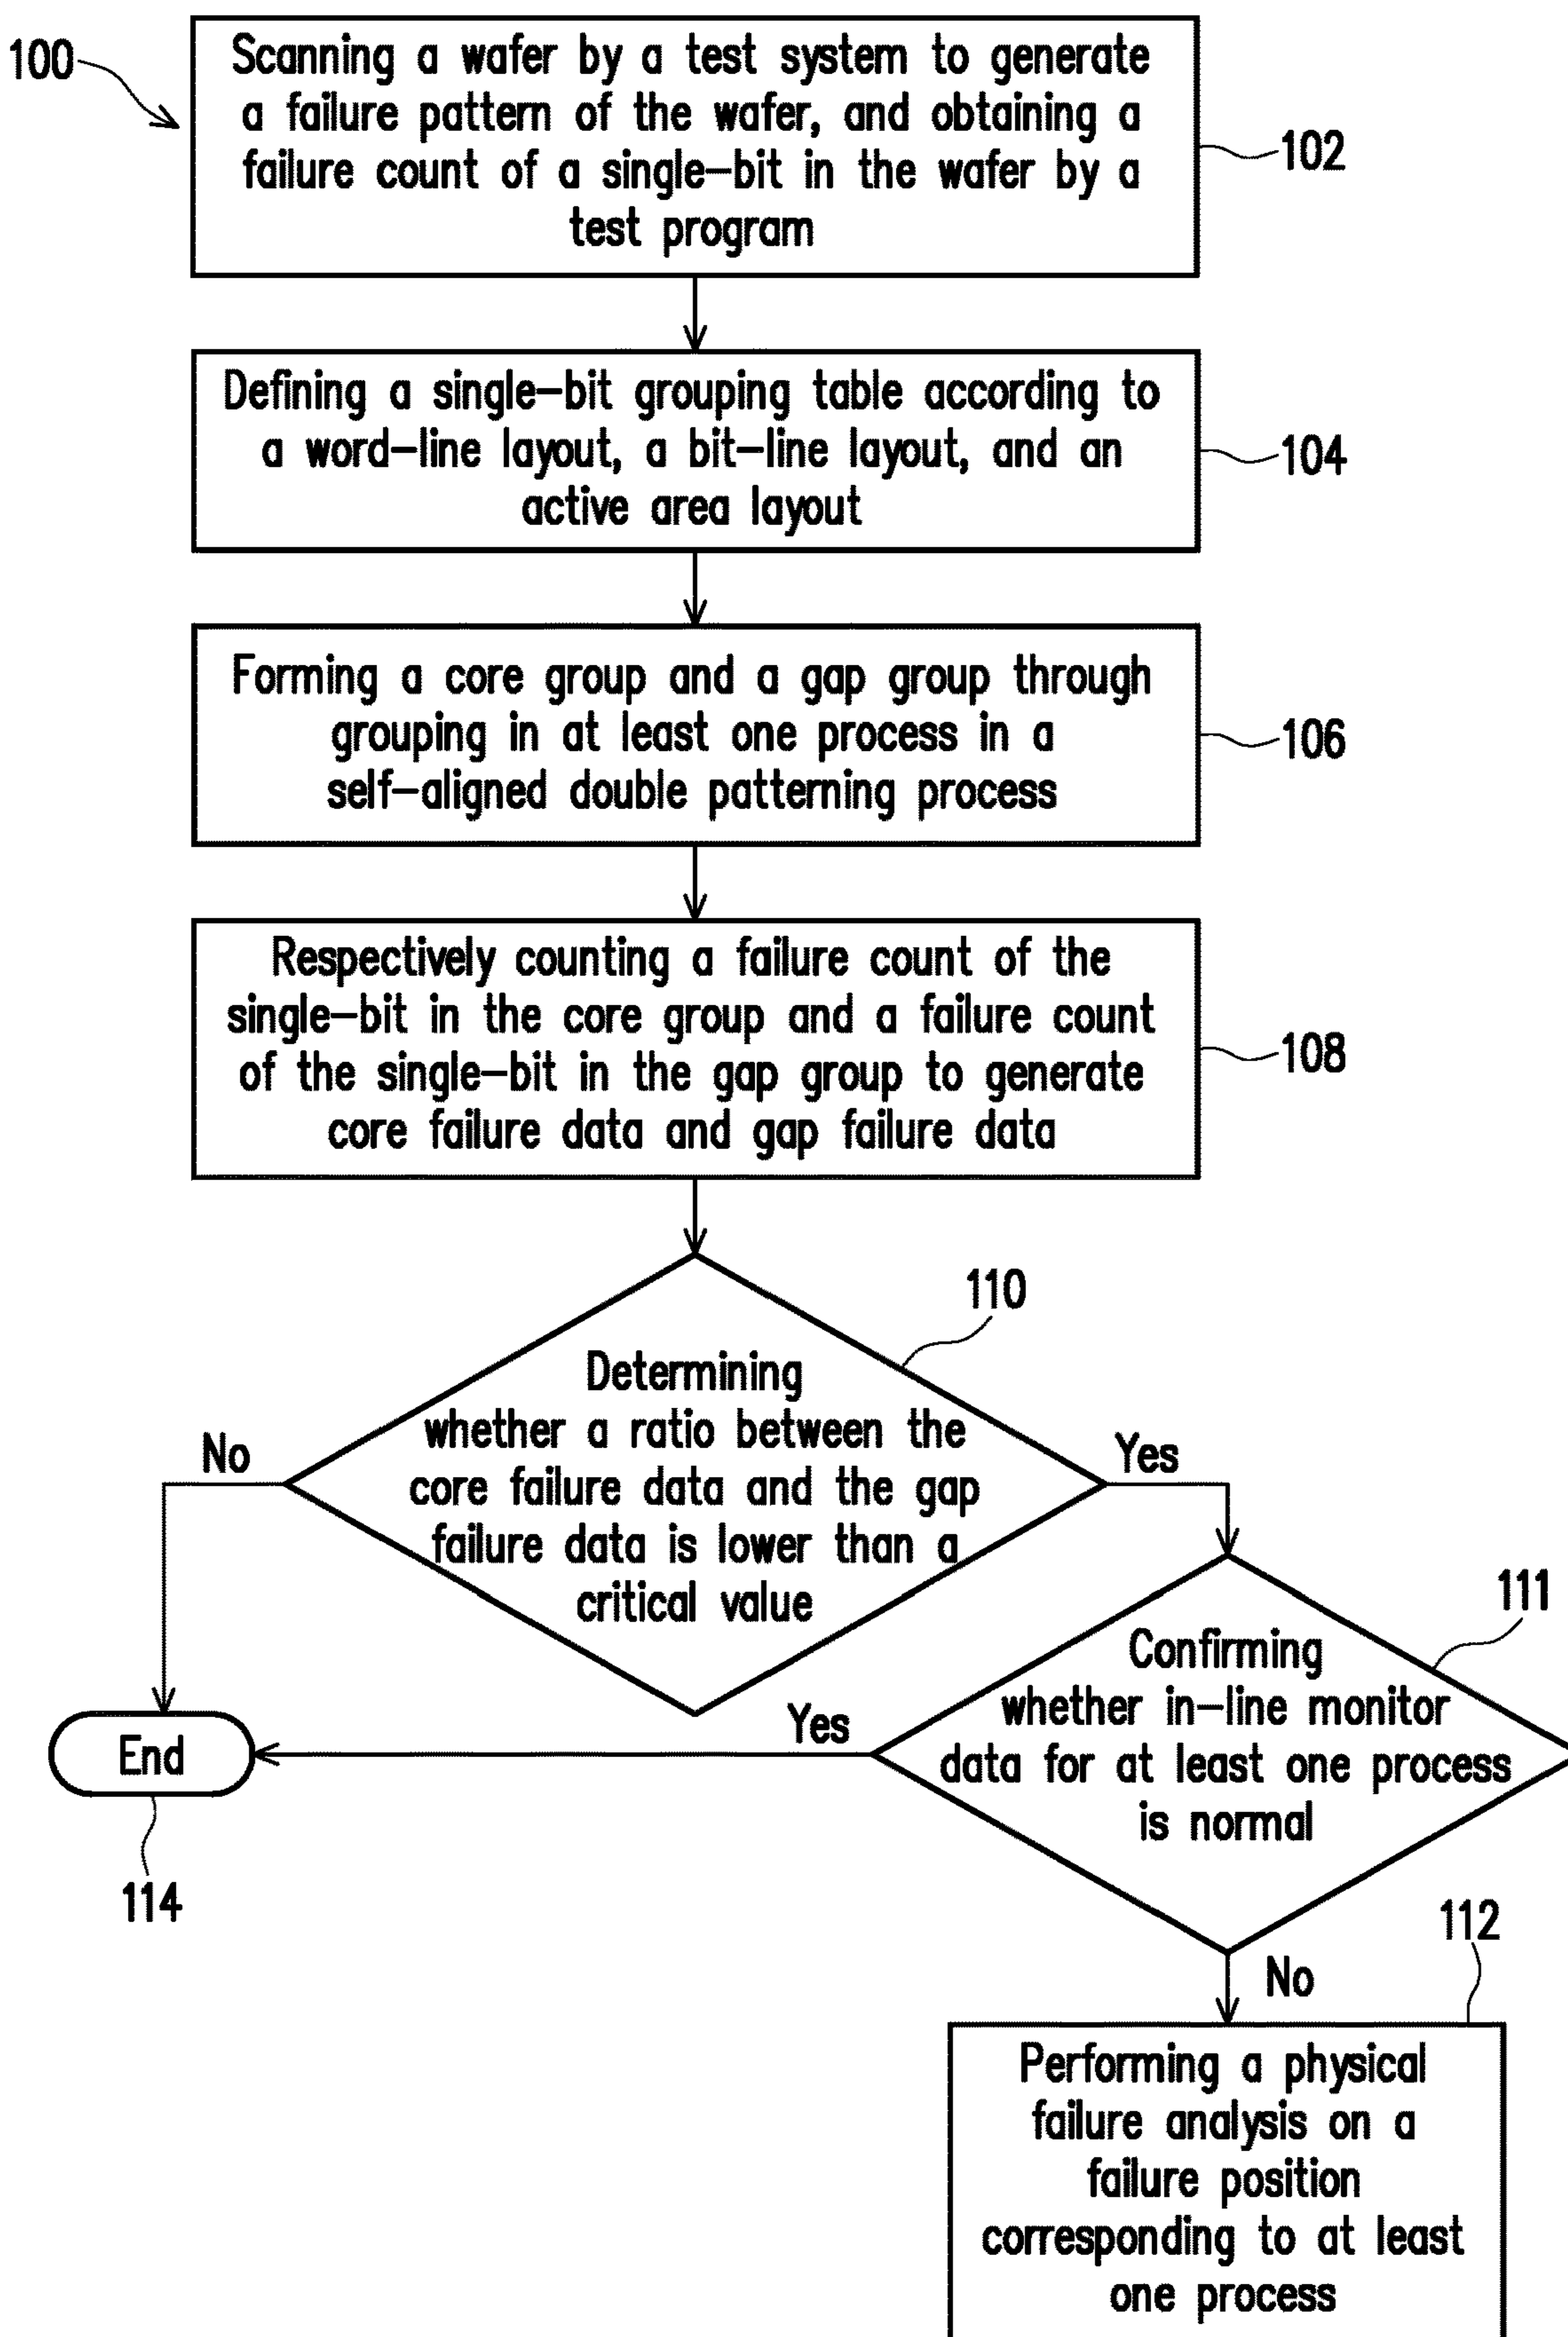 100
Scanning a wafer by a test system to generate
a failure pattern of the wafer, and obtaining a
failure count of a single-bit in the wafer by a
test program
102
Defining a single-bit grouping table according to
a word-line layout, a bit-line layout, and an
active area layout
104
Forming a core group and a gap group through
grouping in at least one process in a
self-aligned double patterning process
106
Respectively counting a failure count of the
single-bit in the core group and a failure count
of the single-bit in the gap group to generate
core failure data and gap failure data
108
110
Determining
whether a ratio between the
core failure data and the gap
failure data is lower than a
critical value
No
Yes
111
Confirming
whether in-line monitor
data for at least one process
is normal
Yes
End
114
No
112
Performing a physical
failure analysis on a
failure position
corresponding to at least
one process